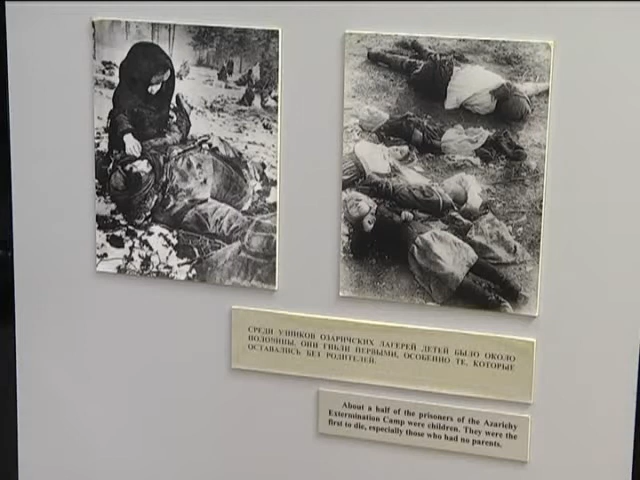 СРЕДИ УЗНИКОВ ОЗАРИЧСКИХ ЛАГЕРЕЙ ДЕТЕЙ БЫЛО ОКОЛО
ПОЛОВИНЫ. ОНИ ГИБЛИ ПЕРВЫМИ, ОСОБЕННО ТЕ, КОТОРЫЕ
ОСТАВАЛИСЬ БЕЗ РОДИТЕЛЕЙ.
About a half of the prisoners of the Azarichy
Extermination Camp were children. They were the
first to die, especially those who had no parents.